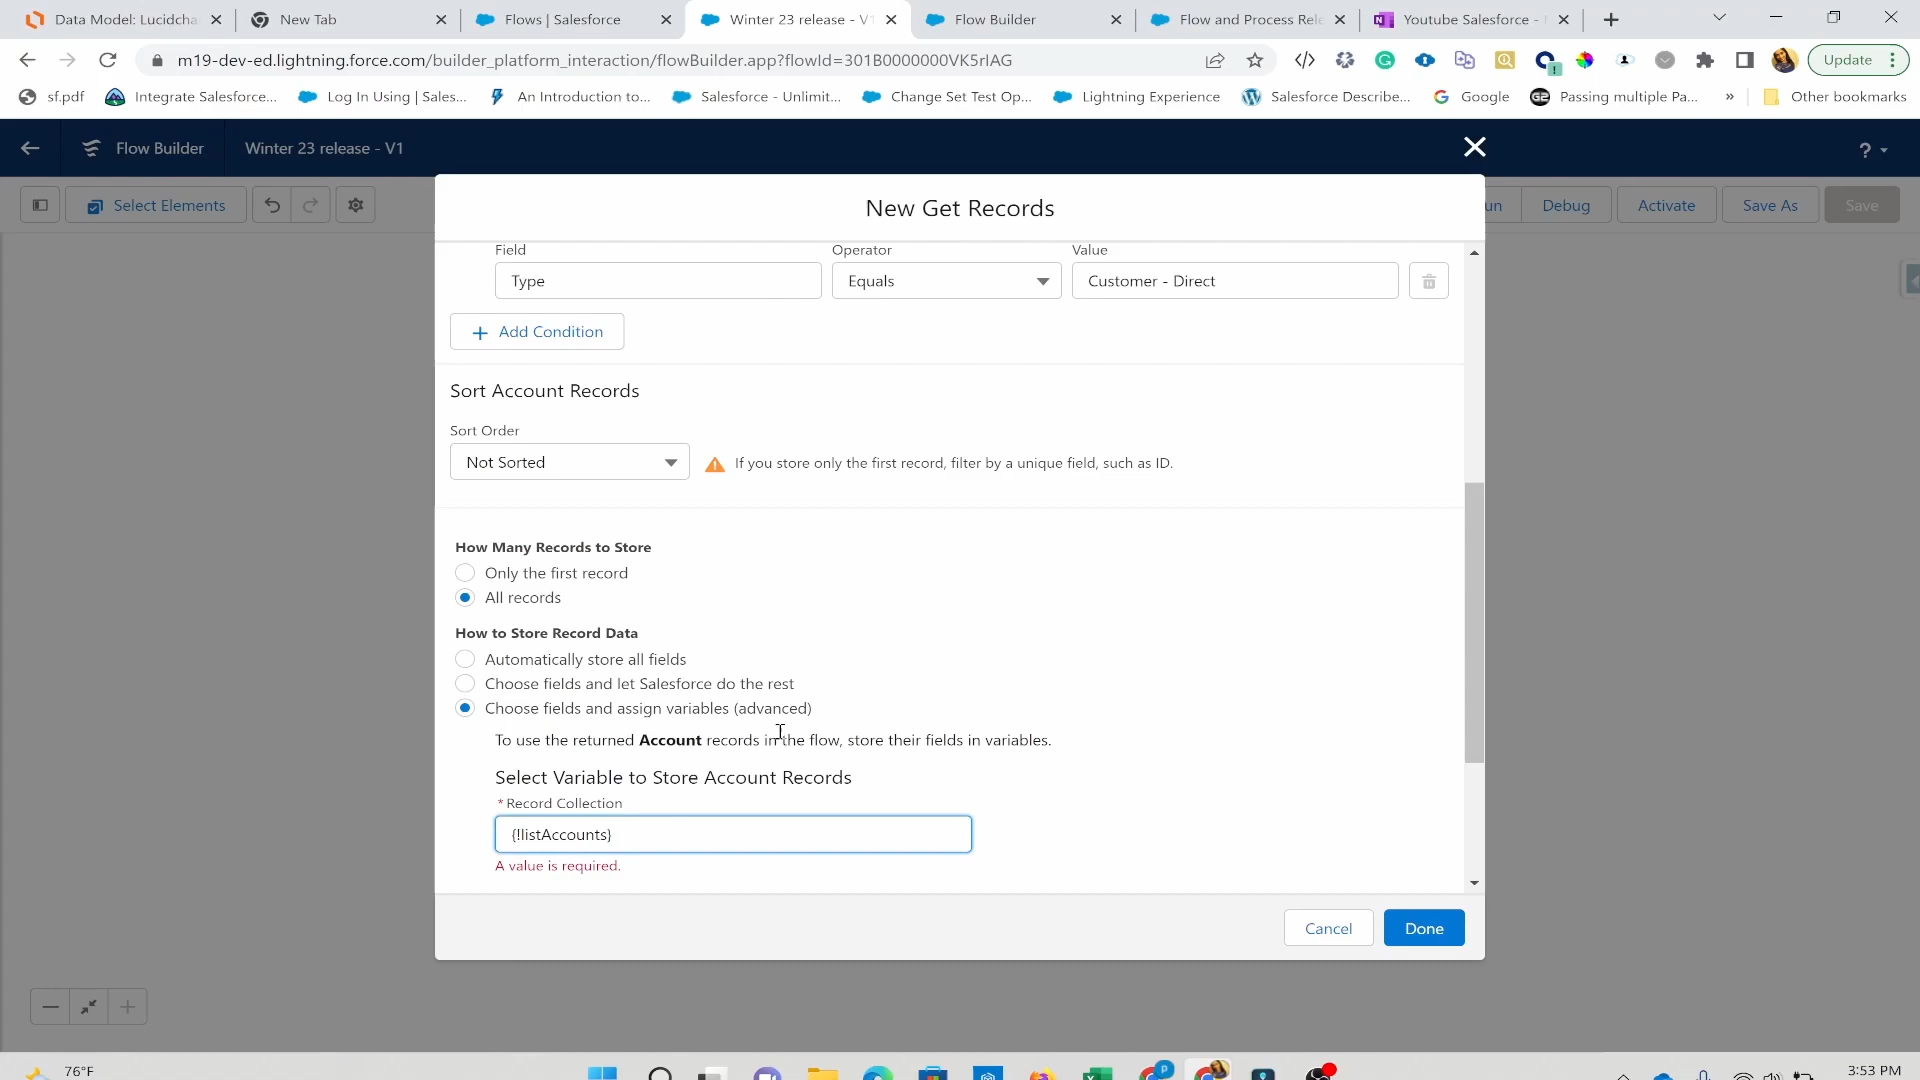 Data Model: Lucidcha
New Tab
Flows | Salesforce
Winter 23 release - V1
Flow Builder
Flow and Process Rel
Youtube Salesforce -
m19-dev-ed.lightning.force.com/builder_platform_interaction/flowBuilder.app?flowId=301B0000000VK5rIAG
Update
sf.pdf
Integrate Salesforce...
Log In Using | Sales...
An Introduction to...
Salesforce - Unlimit...
Change Set Test Op...
Lightning Experience
Salesforce Describe...
Google
Passing multiple Pa...
»
Other bookmarks
Flow Builder
Winter 23 release - V1
?
Select Elements
un
Debug
Activate
Save As
Save
New Get Records
Field
Operator
Value
Type
Equals
Customer - Direct
Add Condition
Sort Account Records
Sort Order
Not Sorted
If you store only the first record, filter by a unique field, such as ID.
How Many Records to Store
Only the first record
All records
How to Store Record Data
Automatically store all fields
Choose fields and let Salesforce do the rest
Choose fields and assign variables (advanced)
To use the returned Account records in the flow, store their fields in variables.
Select Variable to Store Account Records
* Record Collection
{!listAccounts}
A value is required.
Cancel
Done
76°F
3:53 PM